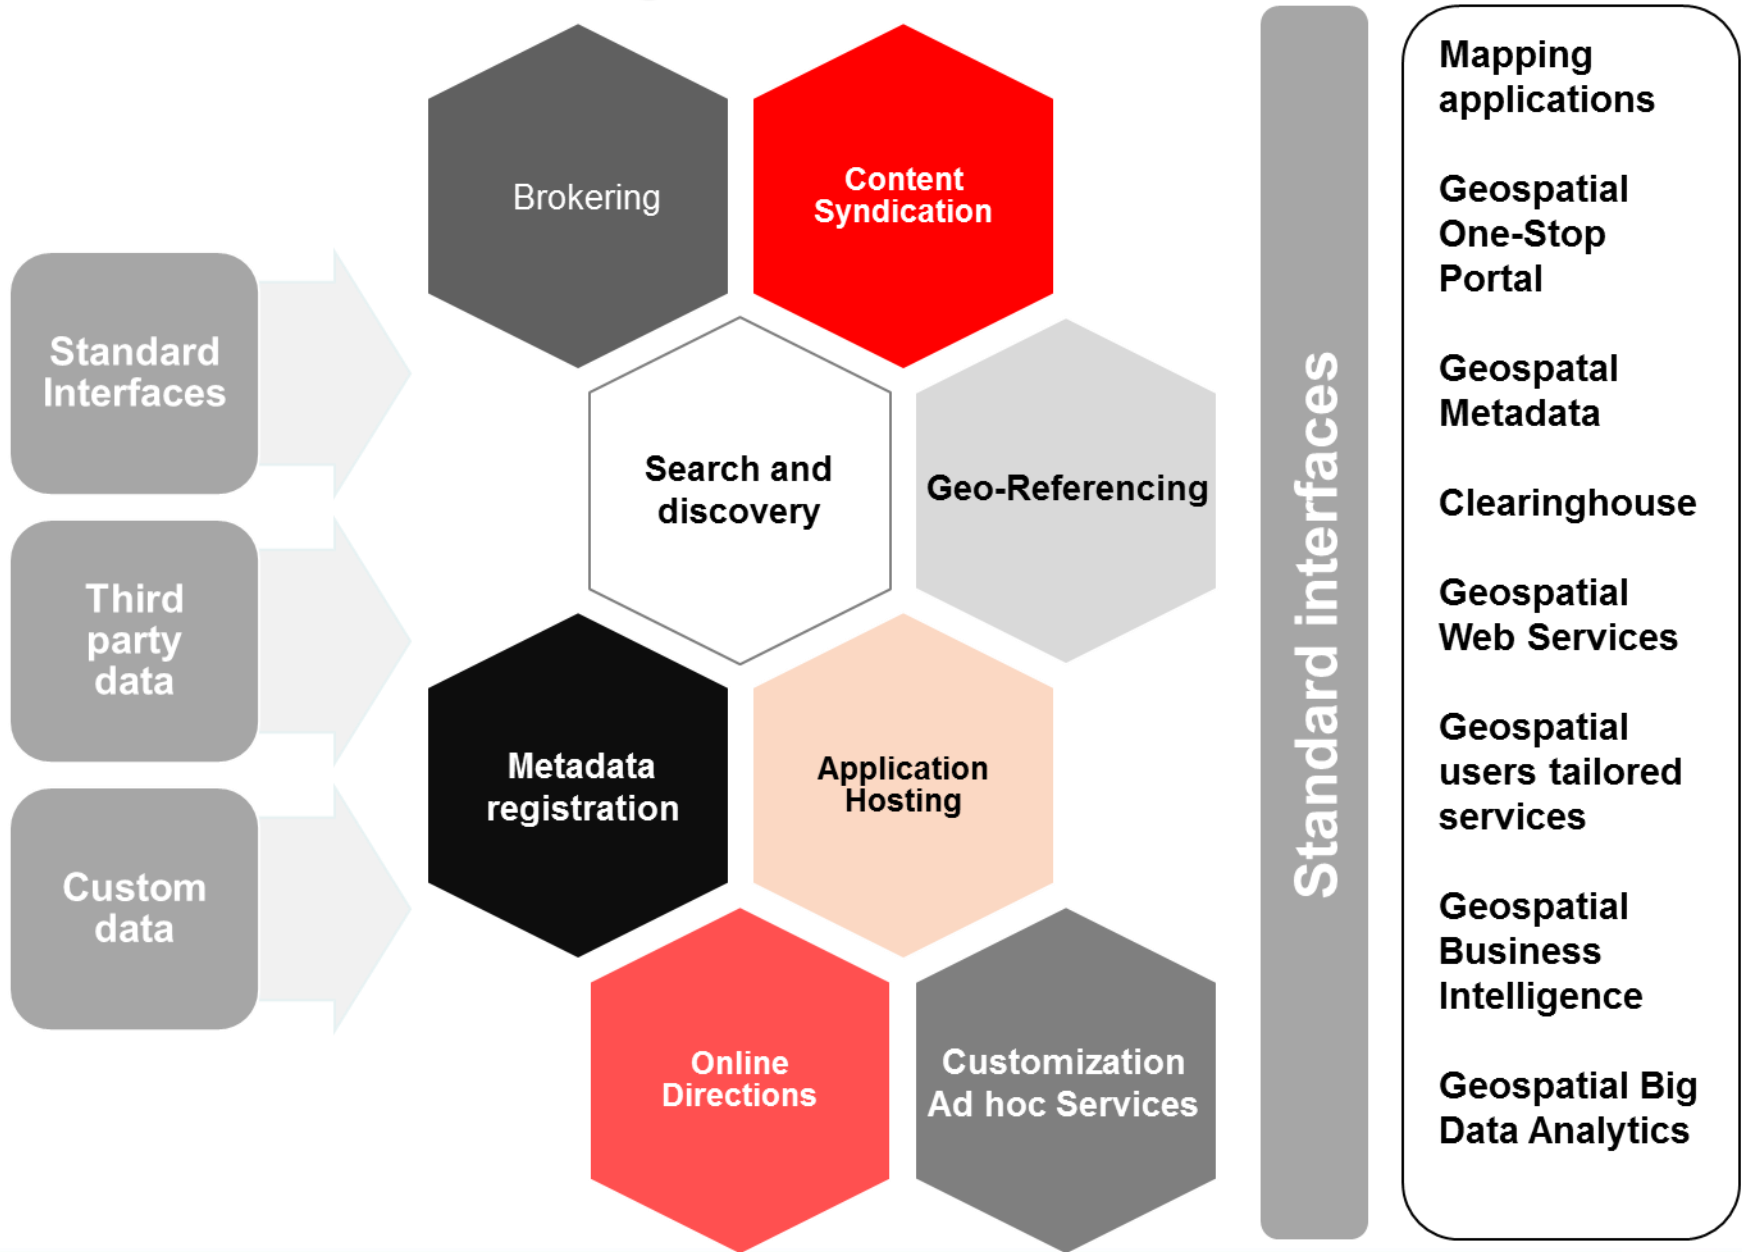 Standard
Interfaces
Third
party
data
Custom
data
Brokering
Content
Syndication
Search and
discovery
Geo-Referencing
Metadata
registration
Application
Hosting
Online
Directions
Customization
Ad hoc Services
Standard interfaces
Mapping
applications
Geospatial
One-Stop
Portal
Geospatal
Metadata
Clearinghouse
Geospatial
Web Services
Geospatial
users tailored
services
Geospatial
Business
Intelligence
Geospatial Big
Data Analytics